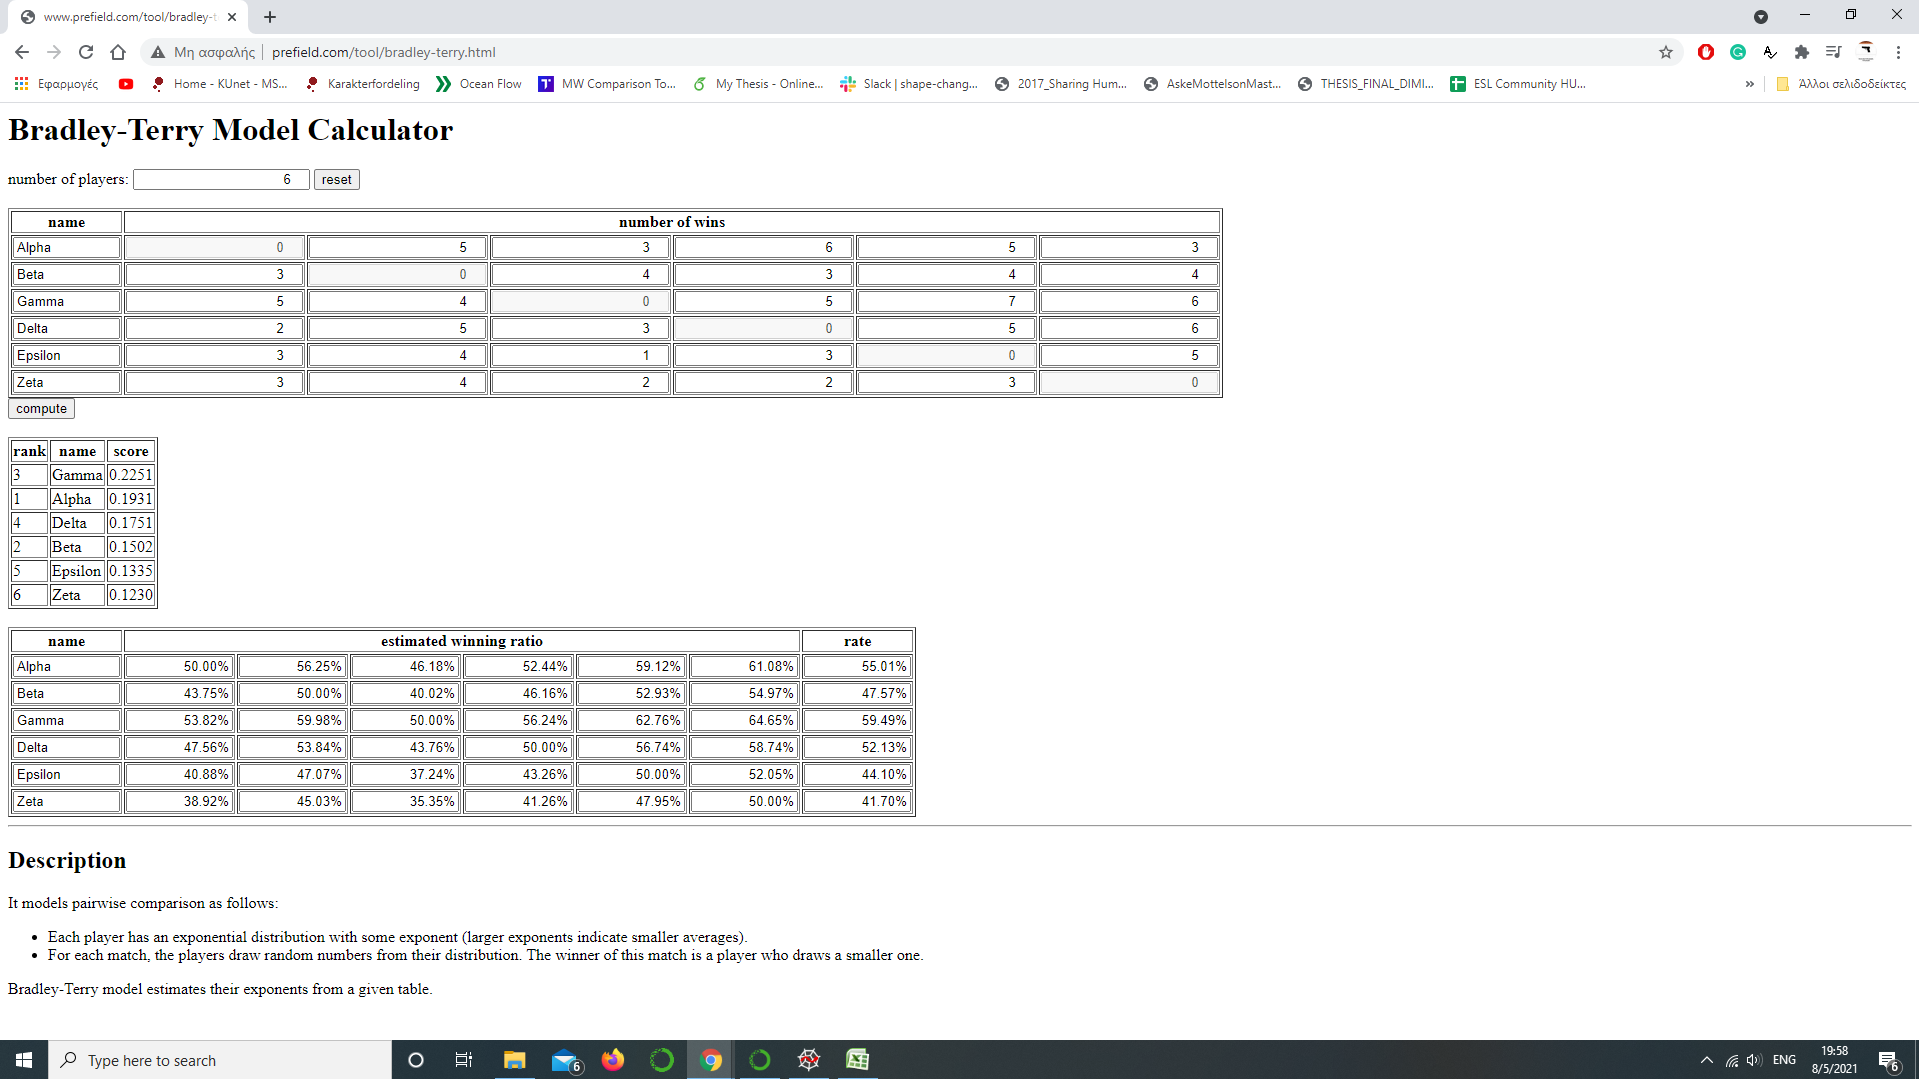 www.prefield.com/tool/bradley-t
Μη ασφαλής prefield.com/tool/bradley-terry.html
Εφαρμογές Home - KUnet - MS... Karakterfordeling Ocean Flow MW Comparison To... My Thesis - Online... Slack | shape-chang... 2017_Sharing Hum... AskeMottelsonMast... THESIS_FINAL_DIMI... ESL Community HU... » Άλλοι σελιδοδείκτες
Bradley-Terry Model Calculator
number of players: 6 reset
name number of wins
Alpha 0 5 3 6 5 3
Beta 3 0 4 3 4 4
Gamma 5 4 0 5 7 6
Delta 2 5 3 0 5 6
Epsilon 3 4 1 3 0 5
Zeta 3 4 2 2 3 0
compute
rank name score
3 Gamma 0.2251
1 Alpha 0.1931
4 Delta 0.1751
2 Beta 0.1502
5 Epsilon 0.1335
6 Zeta 0.1230
name estimated winning ratio rate
Alpha 50.00% 56.25% 46.18% 52.44% 59.12% 61.08% 55.01%
Beta 43.75% 50.00% 40.02% 46.16% 52.93% 54.97% 47.57%
Gamma 53.82% 59.98% 50.00% 56.24% 62.76% 64.65% 59.49%
Delta 47.56% 53.84% 43.76% 50.00% 56.74% 58.74% 52.13%
Epsilon 40.88% 47.07% 37.24% 43.26% 50.00% 52.05% 44.10%
Zeta 38.92% 45.03% 35.35% 41.26% 47.95% 50.00% 41.70%
Description
It models pairwise comparison as follows:
• Each player has an exponential distribution with some exponent (larger exponents indicate smaller averages).
• For each match, the players draw random numbers from their distribution. The winner of this match is a player who draws a smaller one.
Bradley-Terry model estimates their exponents from a given table.
Type here to search 6 ENG 19:58 6
8/5/2021